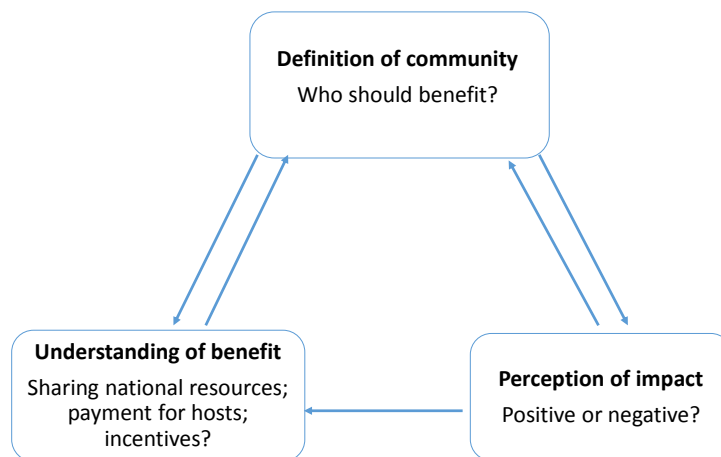 Definition of community
Who should benefit?
Understanding of benefit
Sharing national resources;
payment for hosts;
incentives?
Perception of impact
Positive or negative?